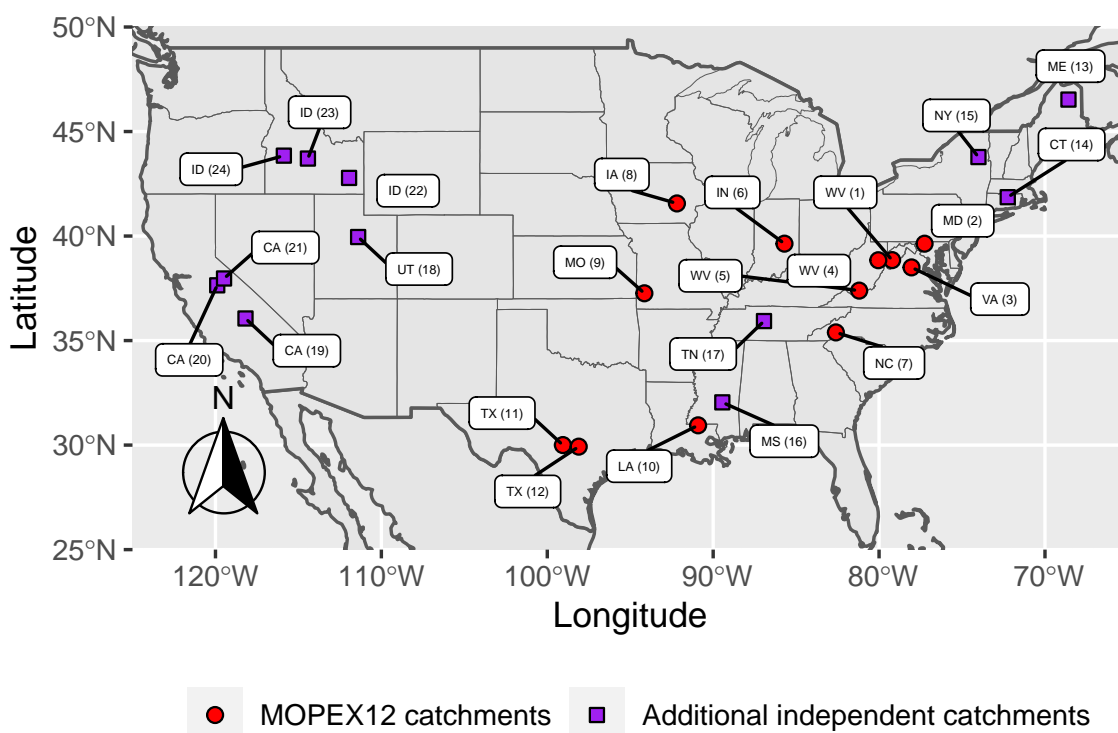 50°N
45°N
40°N
35°N
30°N
25°N
Latitude
ME (13)
ID (23)
NY (15)
CT (14)
ID (24)
IA (8)
IN (6)
WV (1)
ID (22)
MD (2)
CA (21)
MO (9)
UT (18)
WV (5)
WV (4)
VA (3)
CA (20)
CA (19)
TN (17)
NC (7)
N
TX (11)
MS (16)
LA (10)
TX (12)
120°W 110°W 100°W 90°W 80°W 70°W
Longitude
MOPEX12 catchments Additional independent catchments